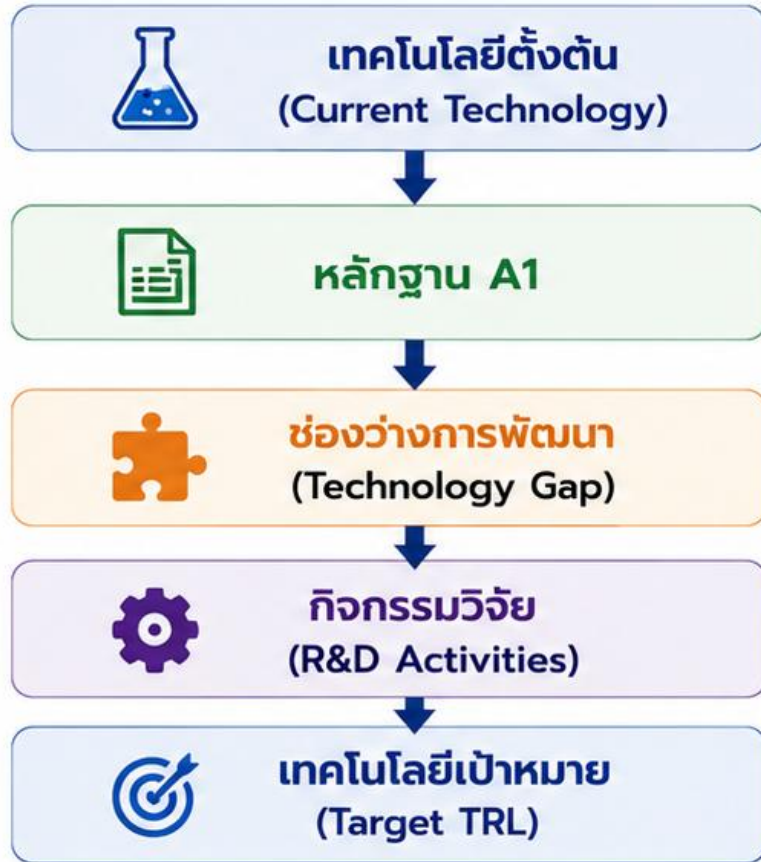 เทคโนโลยีตั้งต้น
(Current Technology)
หลักฐาน A1
ช่องว่างการพัฒนา
(Technology Gap)
กิจกรรมวิจัย
(R&D Activities)
เทคโนโลยีเป้าหมาย
(Target TRL)